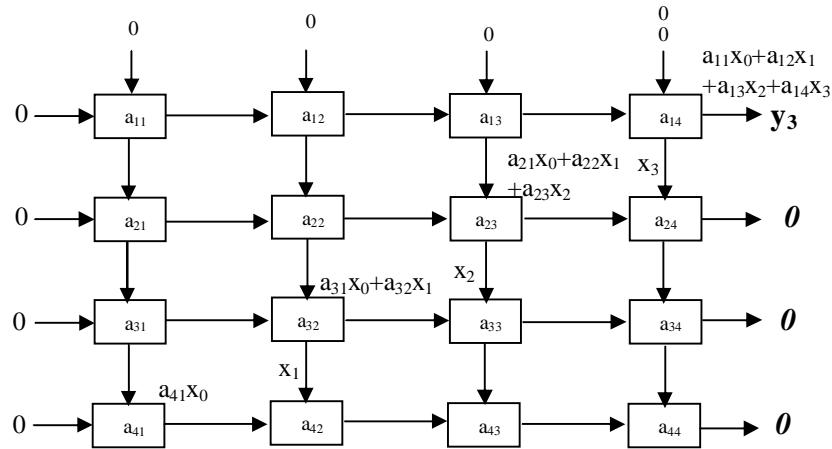 0 0 0 0
0
a₁₁x₀+a₁₂x₁
+a₁₃x₂+a₁₄x₃
0 a₁₁ a₁₂ a₁₃ a₁₄ y₃
a₂₁x₀+a₂₂x₁ x₃
+a₂₃x₂
0 a₂₁ a₂₂ a₂₃ a₂₄ 0
a₃₁x₀+a₃₂x₁ x₂
0 a₃₁ a₃₂ a₃₃ a₃₄ 0
a₄₁x₀ x₁
0 a₄₁ a₄₂ a₄₃ a₄₄ 0